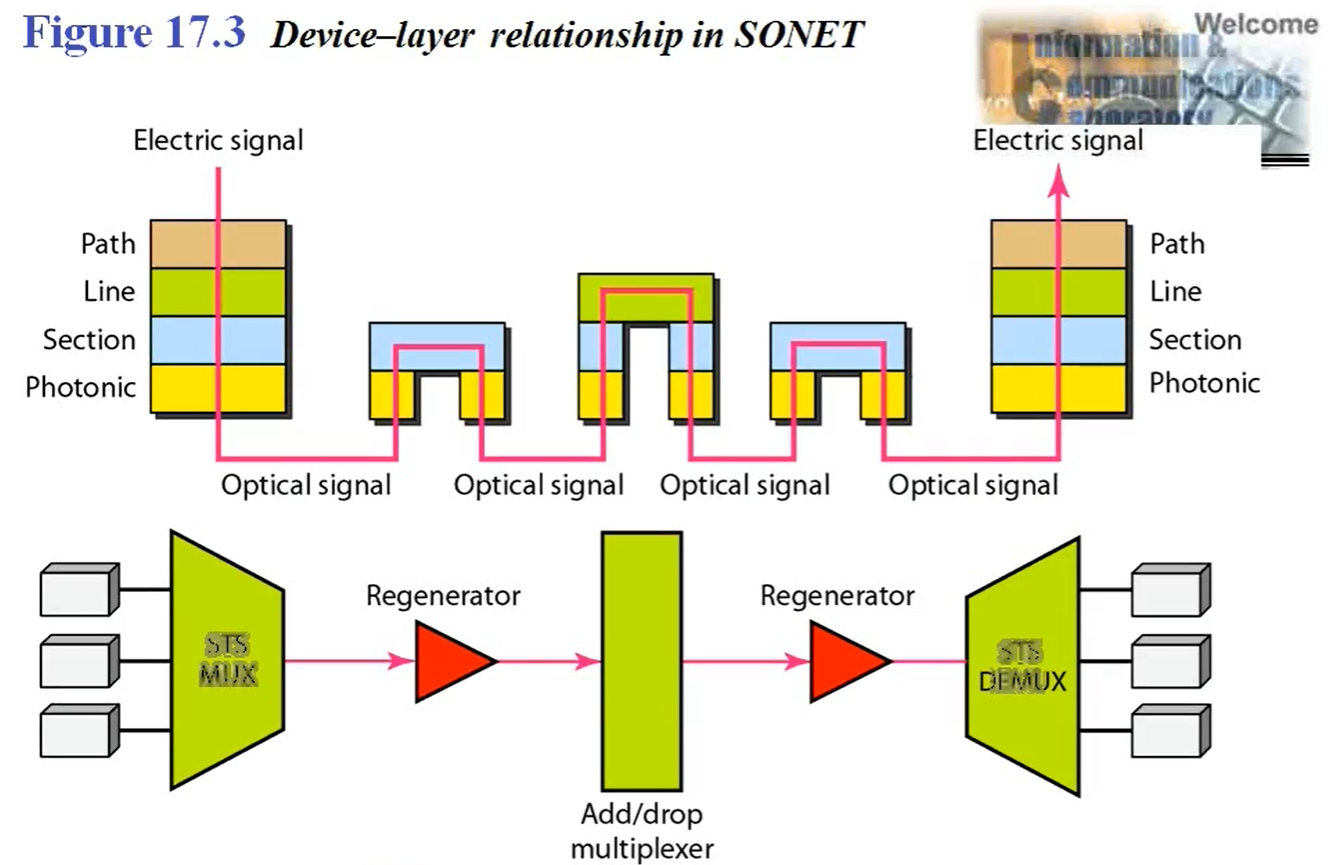 Figure 17.3 Device–layer relationship in SONET
Welcome
Information &
Communications
Laboratory
Electric signal
Electric signal
Path
Line
Section
Photonic
Path
Line
Section
Photonic
Optical signal
Optical signal
Optical signal
Optical signal
STS
MUX
Regenerator
Regenerator
STS
DEMUX
Add/drop
multiplexer